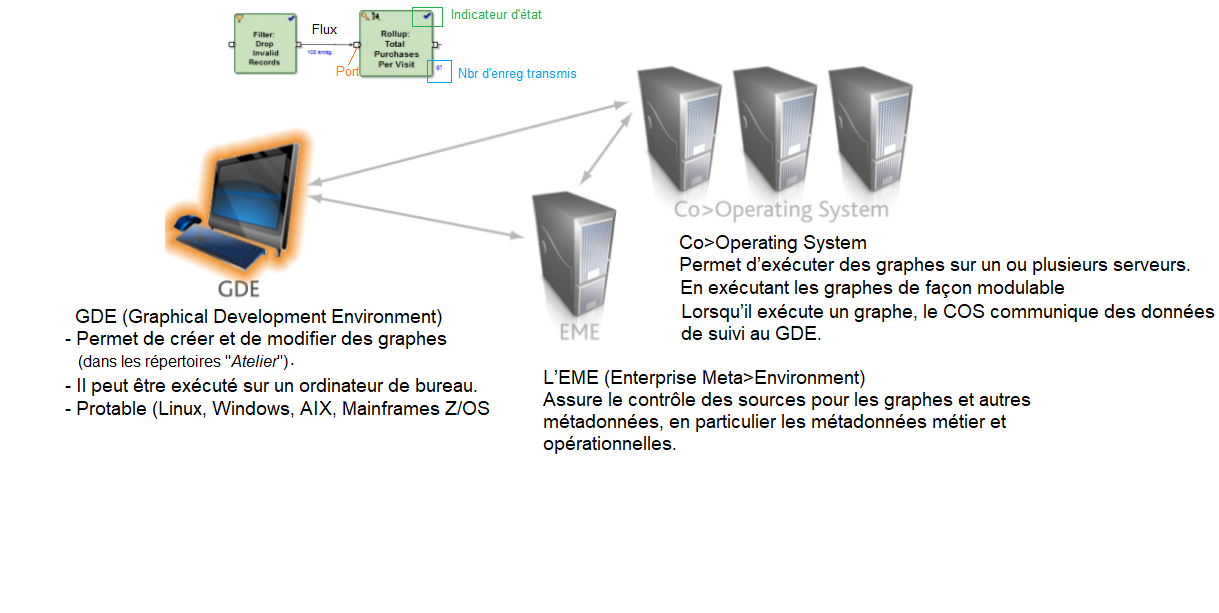 Indicateur d'état
Flux
Filter:
Drop
Invalid
Records
Rollup:
Total
Purchases
Per Visit
Port
Nbr d'enreg transmis
67
GDE
Co>Operating System
EME
GDE (Graphical Development Environment)
- Permet de créer et de modifier des graphes
(dans les répertoires "Atelier").
- Il peut être exécuté sur un ordinateur de bureau.
- Protable (Linux, Windows, AIX, Mainframes Z/OS
Co>Operating System
Permet d’exécuter des graphes sur un ou plusieurs serveurs.
En exécutant les graphes de façon modulable
Lorsqu’il exécute un graphe, le COS communique des données
de suivi au GDE.
L’EME (Enterprise Meta>Environment)
Assure le contrôle des sources pour les graphes et autres
métadonnées, en particulier les métadonnées métier et
opérationnelles.